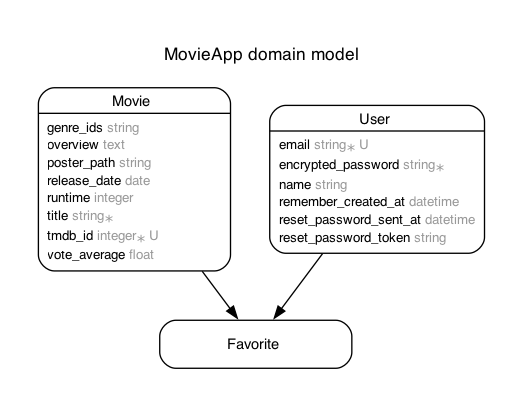 MovieApp domain model
Movie
genre_ids string
overview text
poster_path string
release_date date
runtime integer
title string*
tmdb_id integer* U
vote_average float
User
email string* U
encrypted_password string*
name string
remember_created_at datetime
reset_password_sent_at datetime
reset_password_token string
Favorite